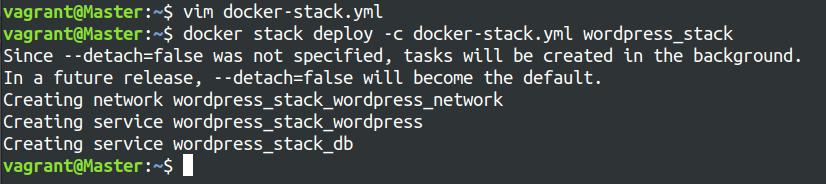 vagrant@Master:~$ vim docker-stack.yml
vagrant@Master:~$ docker stack deploy -c docker-stack.yml wordpress_stack
Since --detach=false was not specified, tasks will be created in the background.
In a future release, --detach=false will become the default.
Creating network wordpress_stack_wordpress_network
Creating service wordpress_stack_wordpress
Creating service wordpress_stack_db
vagrant@Master:~$